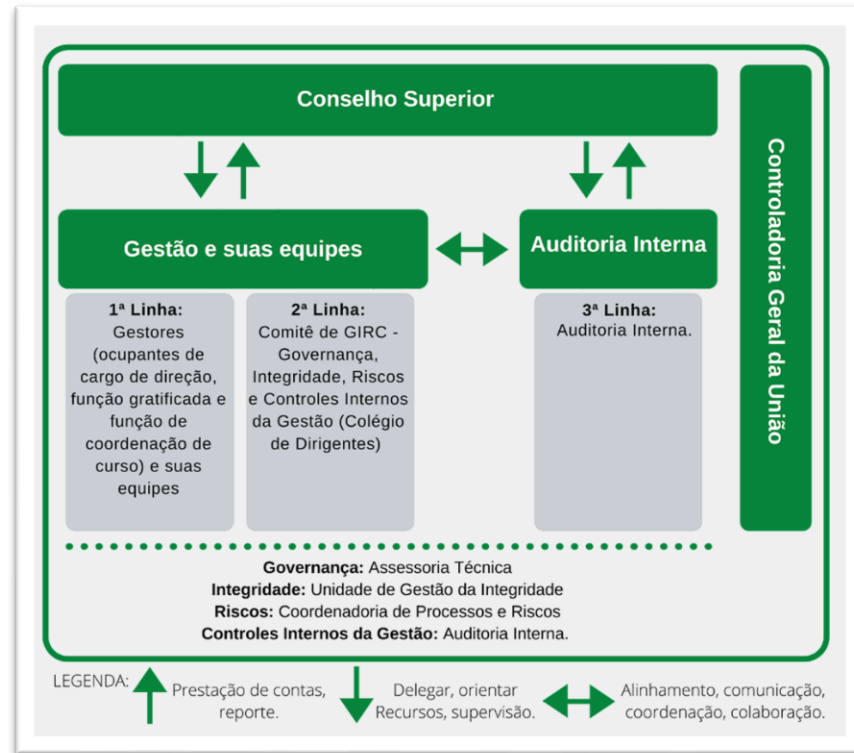 Conselho Superior
Gestão e suas equipes
Auditoria Interna
Controladoria Geral da União
1ª Linha:
Gestores
(ocupantes de
cargo de direção,
função gratificada e
função de
coordenação de
curso) e suas
equipes
2ª Linha:
Comitê de GIRC -
Governança,
Integridade, Riscos
e Controles Internos
da Gestão (Colégio
de Dirigentes)
3ª Linha:
Auditoria Interna.
Governança: Assessoria Técnica
Integridade: Unidade de Gestão da Integridade
Riscos: Coordenadoria de Processos e Riscos
Controles Internos da Gestão: Auditoria Interna.
LEGENDA:
Prestação de contas,
reporte.
Delegar, orientar
Recursos, supervisão.
Alinhamento, comunicação,
coordenação, colaboração.